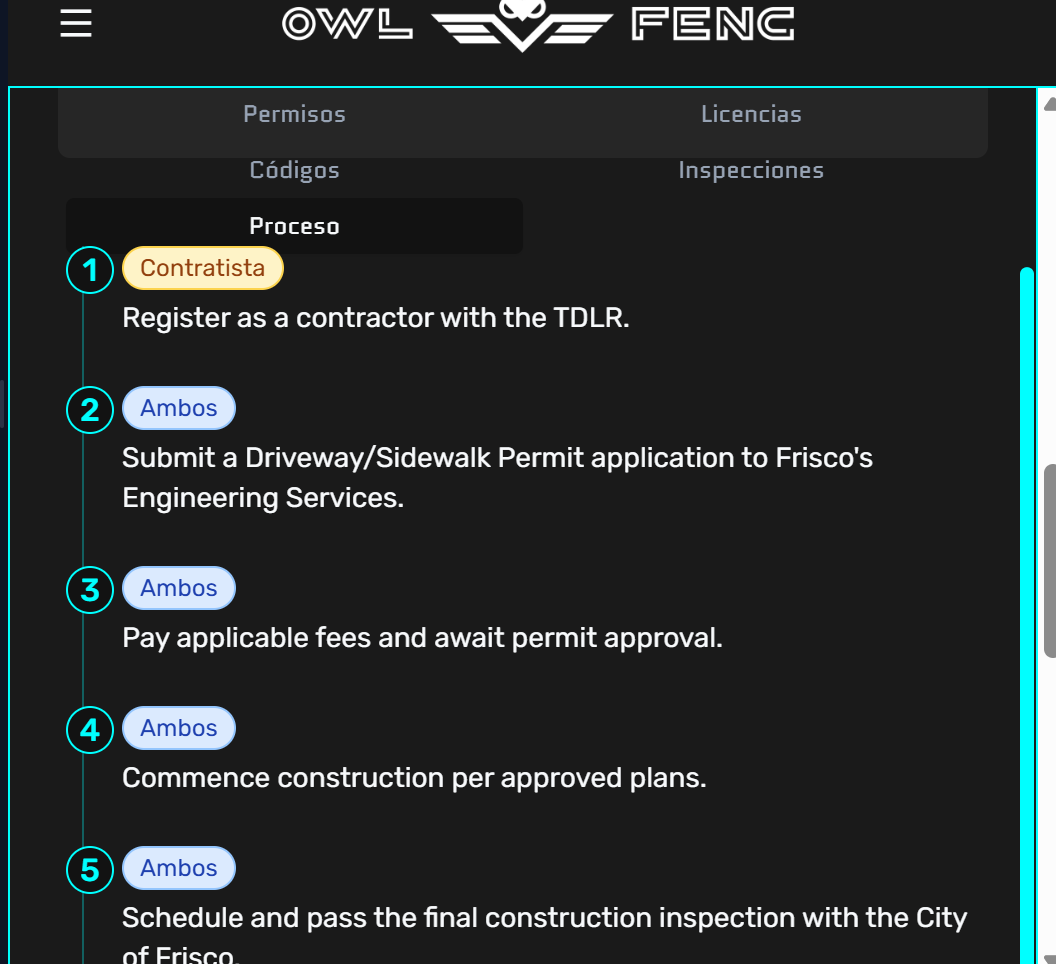 OWL FENC
Permisos Licencias
Códigos Inspecciones
Proceso
1 Contratista
Register as a contractor with the TDLR.
2 Ambos
Submit a Driveway/Sidewalk Permit application to Frisco's
Engineering Services.
3 Ambos
Pay applicable fees and await permit approval.
4 Ambos
Commence construction per approved plans.
5 Ambos
Schedule and pass the final construction inspection with the City
of Frisco.